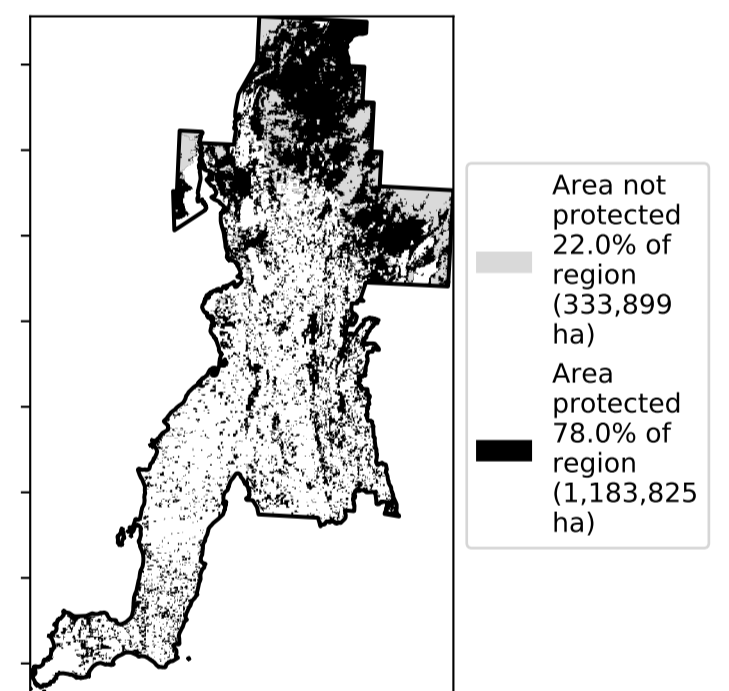 Area not
protected
22.0% of
region
(333,899
ha)
Area
protected
78.0% of
region
(1,183,825
ha)